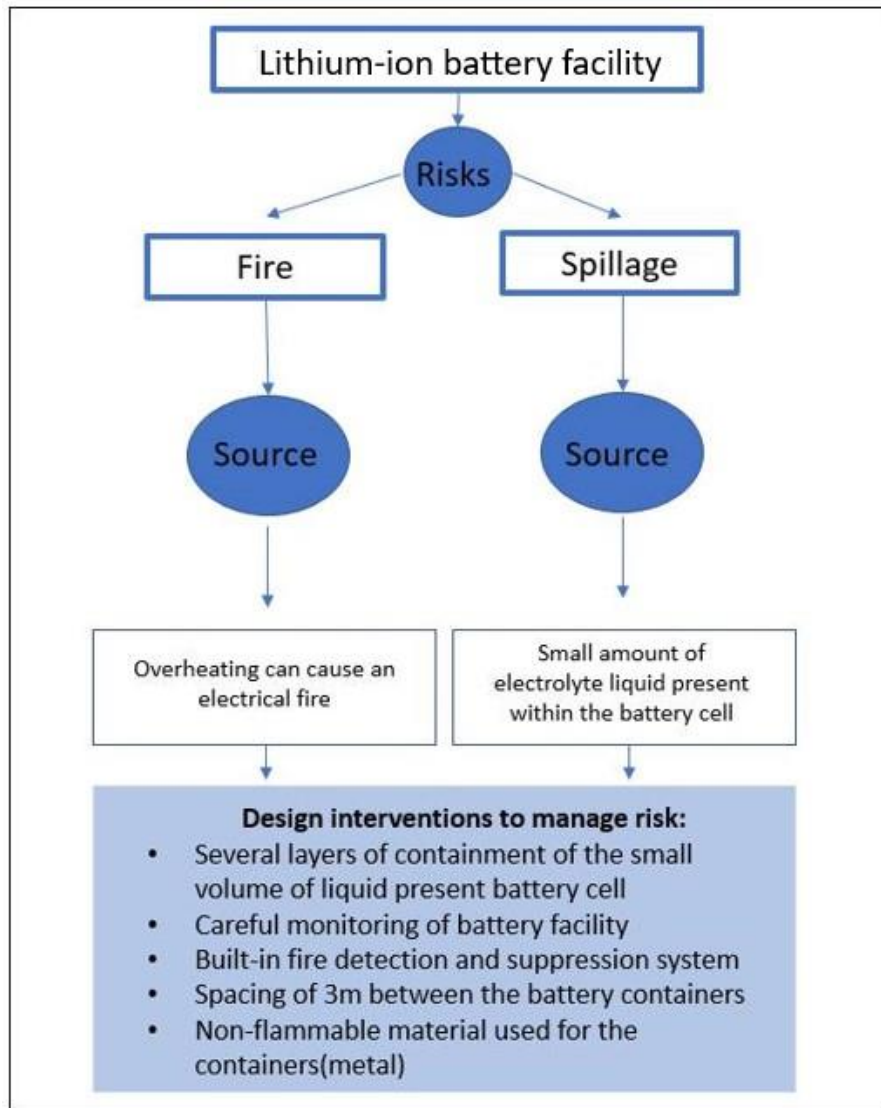 Lithium-ion battery facility
Risks
Fire
Spillage
Source
Source
Overheating can cause an
electrical fire
Small amount of
electrolyte liquid present
within the battery cell
Design interventions to manage risk:
• Several layers of containment of the small
volume of liquid present battery cell
• Careful monitoring of battery facility
• Built-in fire detection and suppression system
• Spacing of 3m between the battery containers
• Non-flammable material used for the
containers(metal)